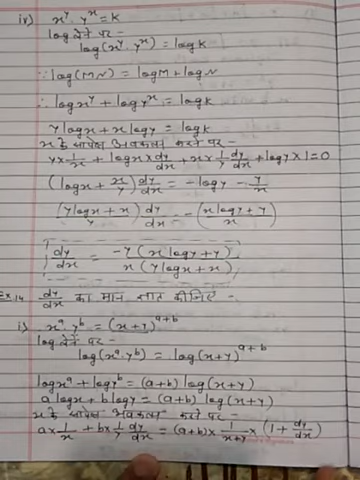 iv) x^y . y^x = k
log लेने पर -
log(x^y . y^x) = log k
∵ log(MN) = log M + log N
∴ log x^y + log y^x = log k
y log x + x log y = log k
x के सापेक्ष अवकलन करने पर -
y × 1/x + log x × dy/dx + x × 1/y dy/dx + log y × 1 = 0
(log x + x/y) dy/dx = - log y - y/x
(y log x + x)/y dy/dx = - (x log y + y)/x
dy/dx = -y (x log y + y)/x (y log x + x)
Ex.14 dy/dx का मान ज्ञात कीजिए -
i) x^a . y^b = (x+y)^a+b
log लेने पर -
log(x^a . y^b) = log(x+y)^a+b
log x^a + log y^b = (a+b) log(x+y)
a log x + b log y = (a+b) log (x+y)
x के सापेक्ष अवकलन करने पर -
a × 1/x + b × 1/y dy/dx = (a+b) × 1/x+y × (1 + dy/dx)